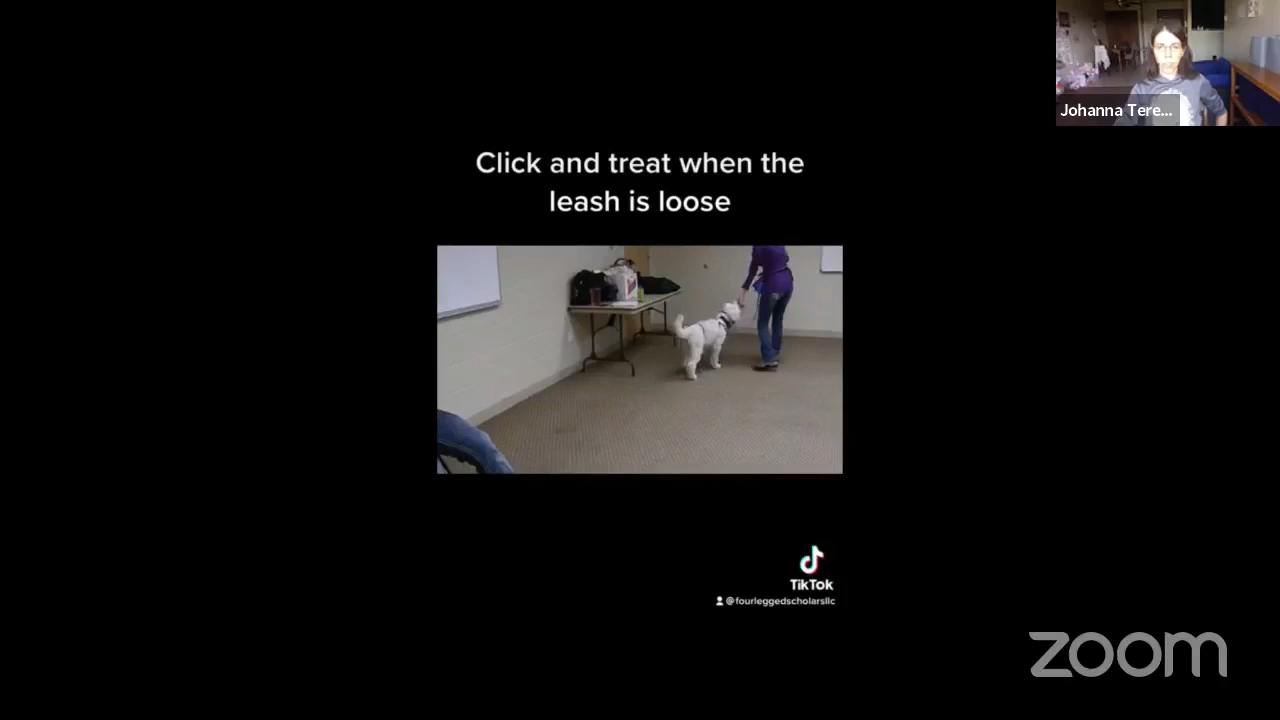 Johanna Tere...
Click and treat when the
leash is loose
TikTok
@fourleggedscholarsllc
zoom